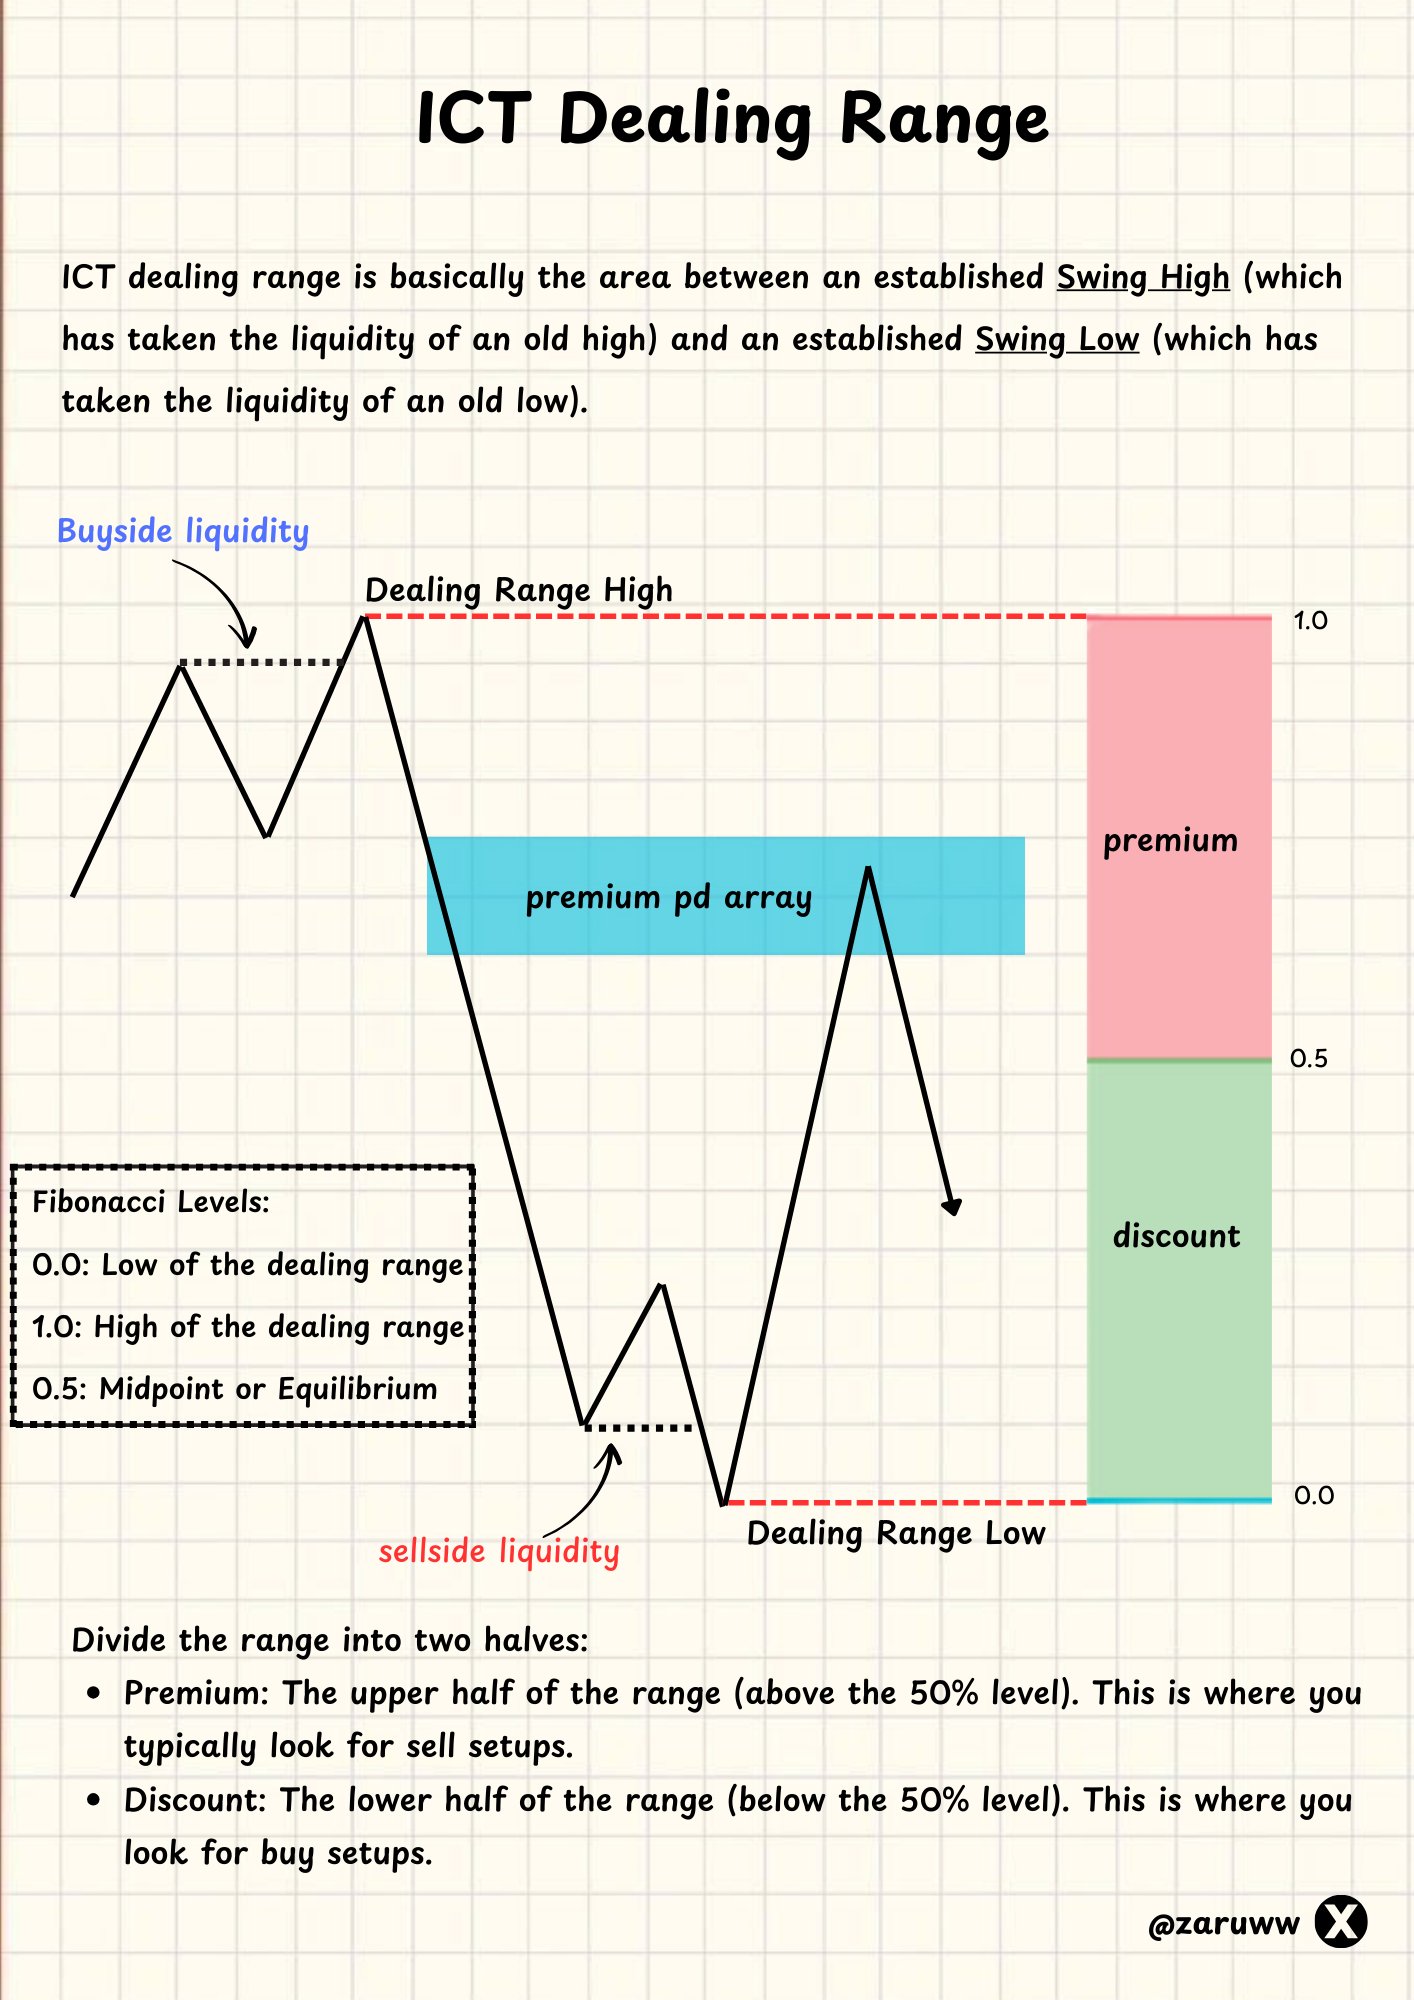 ICT Dealing Range
ICT dealing range is basically the area between an established Swing High (which
has taken the liquidity of an old high) and an established Swing Low (which has
taken the liquidity of an old low).
Buyside liquidity
Dealing Range High
1.0
premium
premium pd array
0.5
Fibonacci Levels:
0.0: Low of the dealing range
1.0: High of the dealing range
0.5: Midpoint or Equilibrium
discount
0.0
Dealing Range Low
sellside liquidity
Divide the range into two halves:
• Premium: The upper half of the range (above the 50% level). This is where you
typically look for sell setups.
• Discount: The lower half of the range (below the 50% level). This is where you
look for buy setups.
@zaruww X